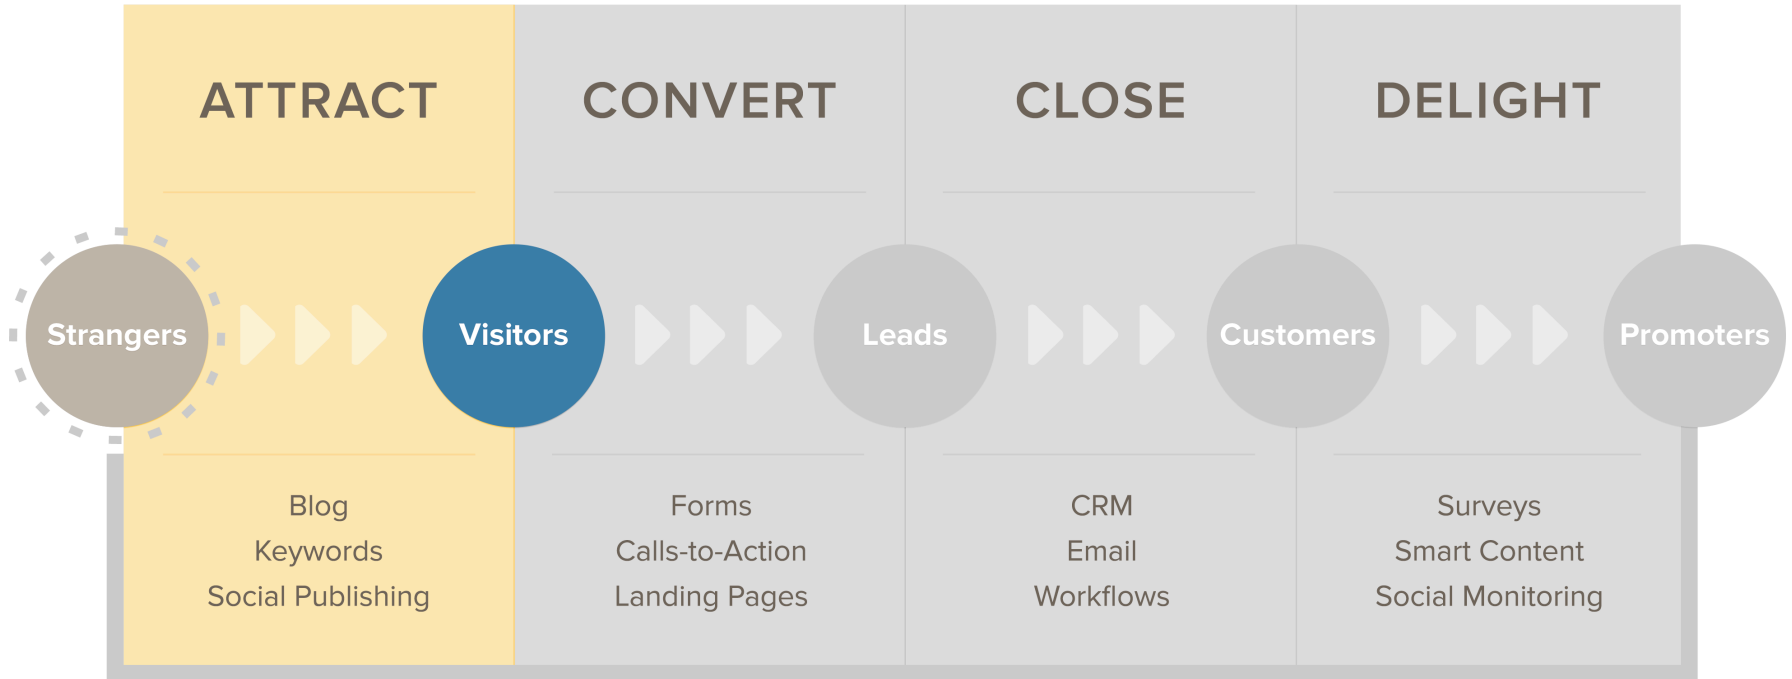 ATTRACT
CONVERT
CLOSE
DELIGHT
Strangers
Visitors
Leads
Customers
Promoters
Blog
Keywords
Social Publishing
Forms
Calls-to-Action
Landing Pages
CRM
Email
Workflows
Surveys
Smart Content
Social Monitoring